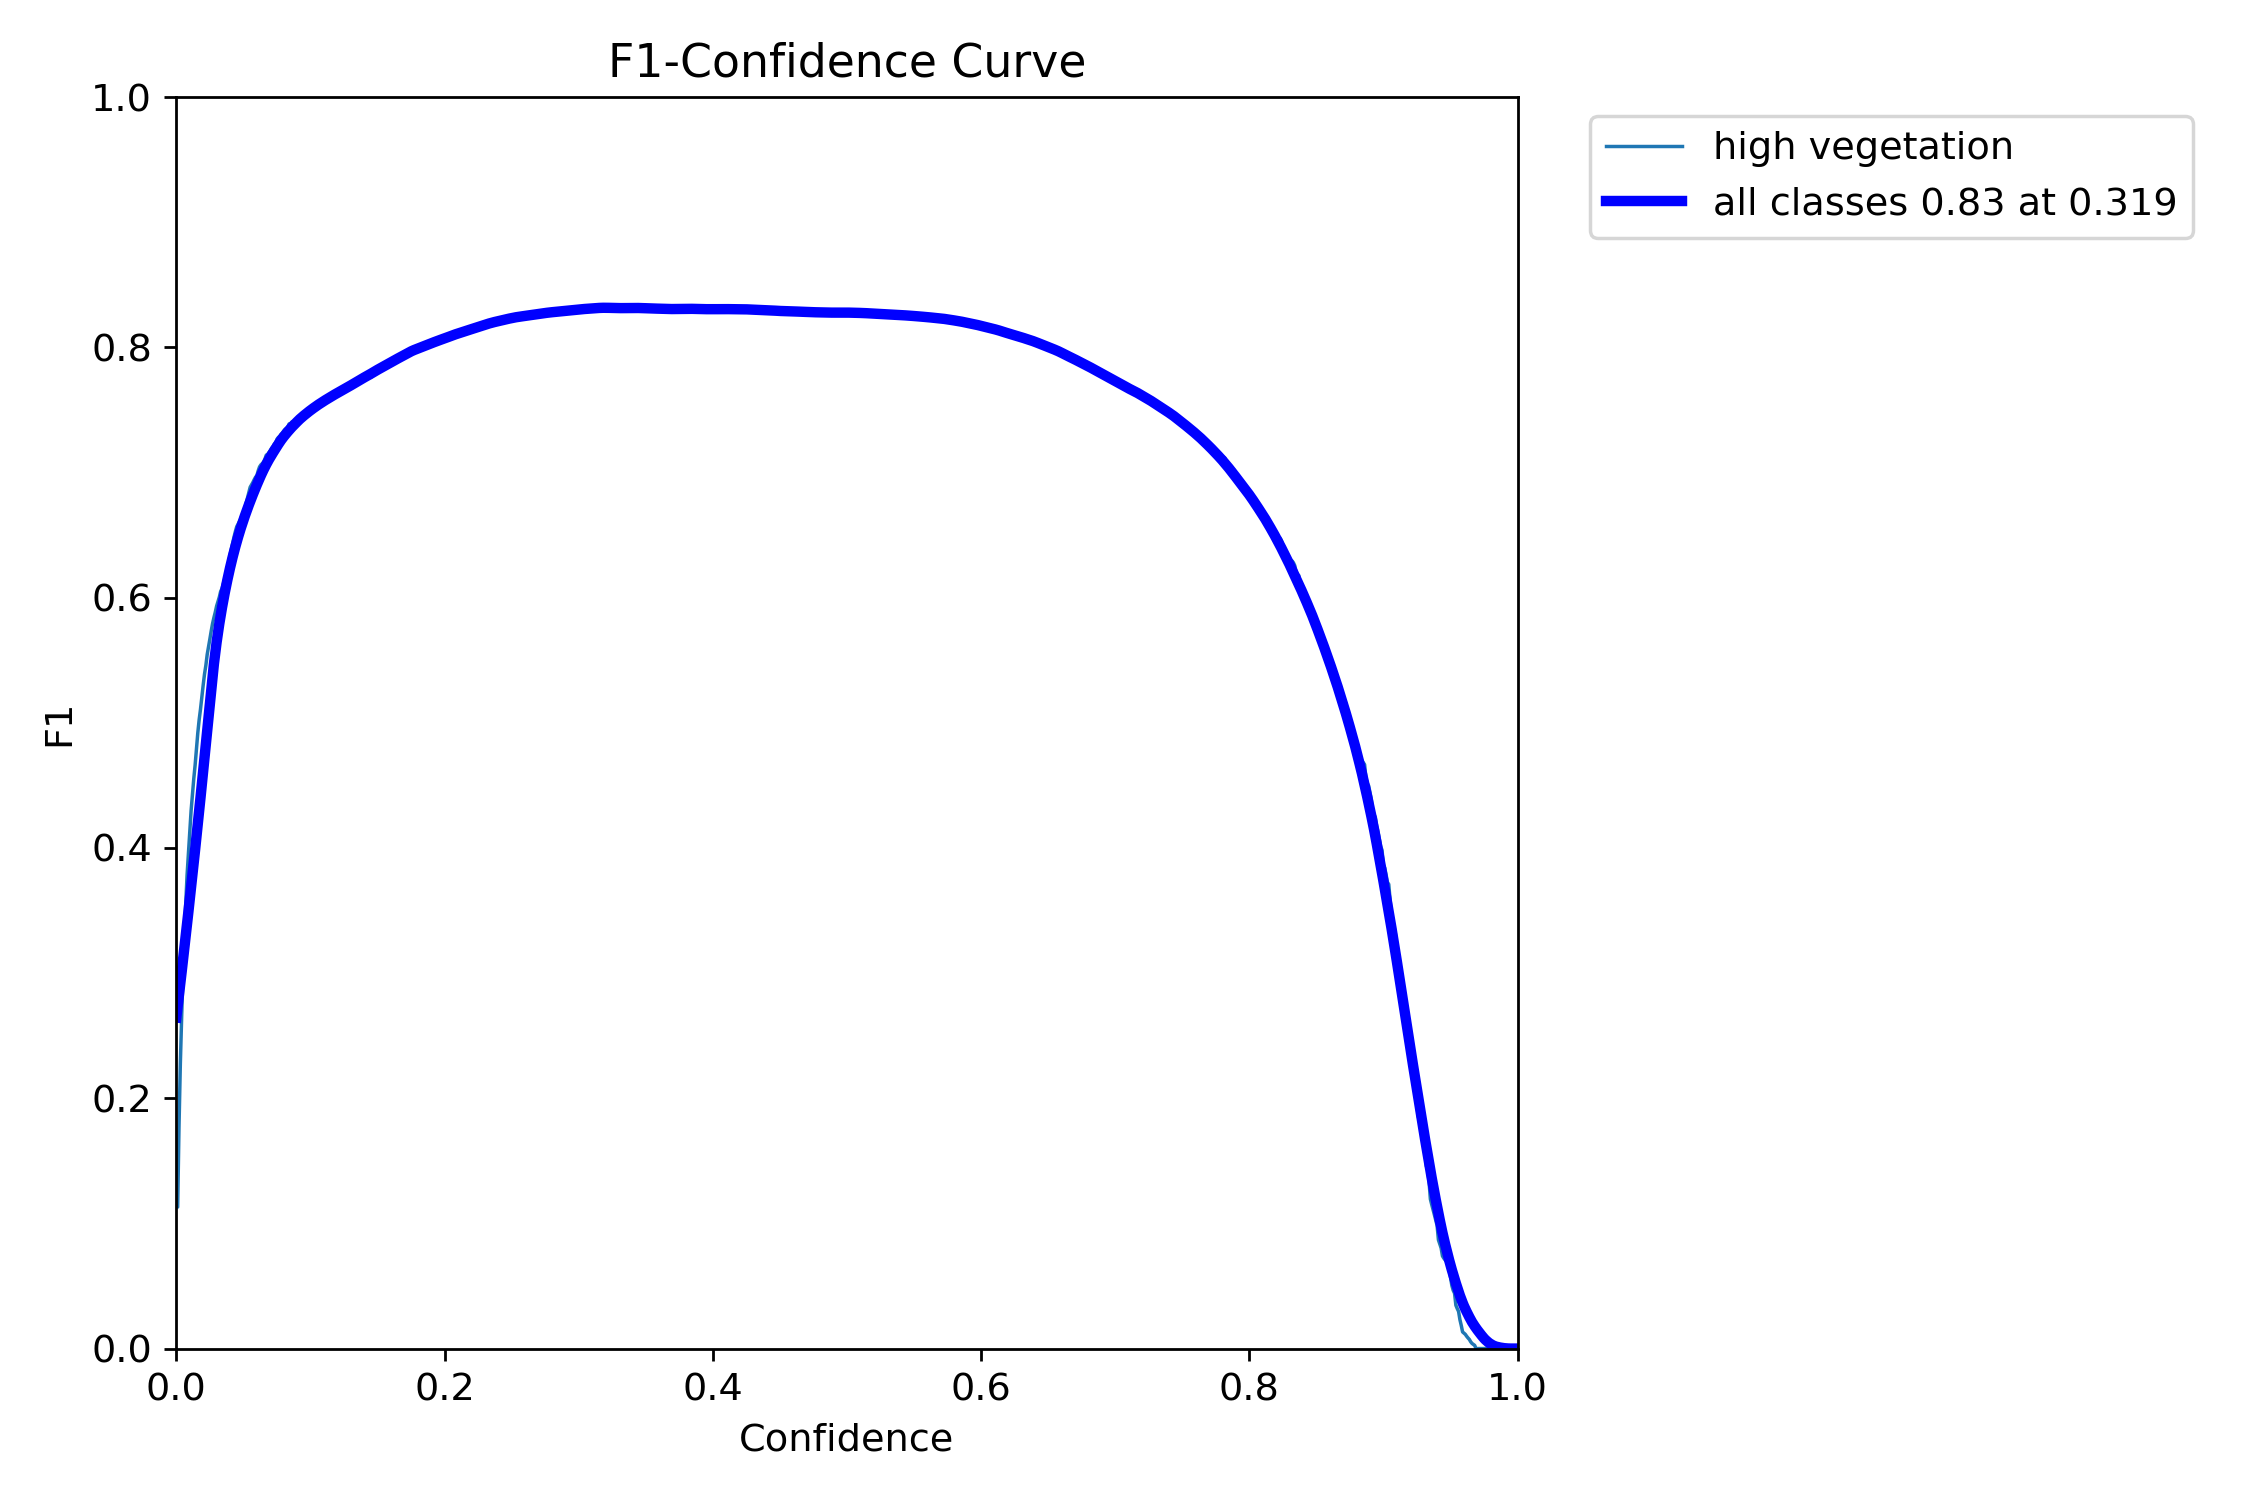 F1-Confidence Curve
1.0
0.8
0.6
0.4
0.2
0.0
F1
0.0 0.2 0.4 0.6 0.8 1.0
Confidence
high vegetation
all classes 0.83 at 0.319